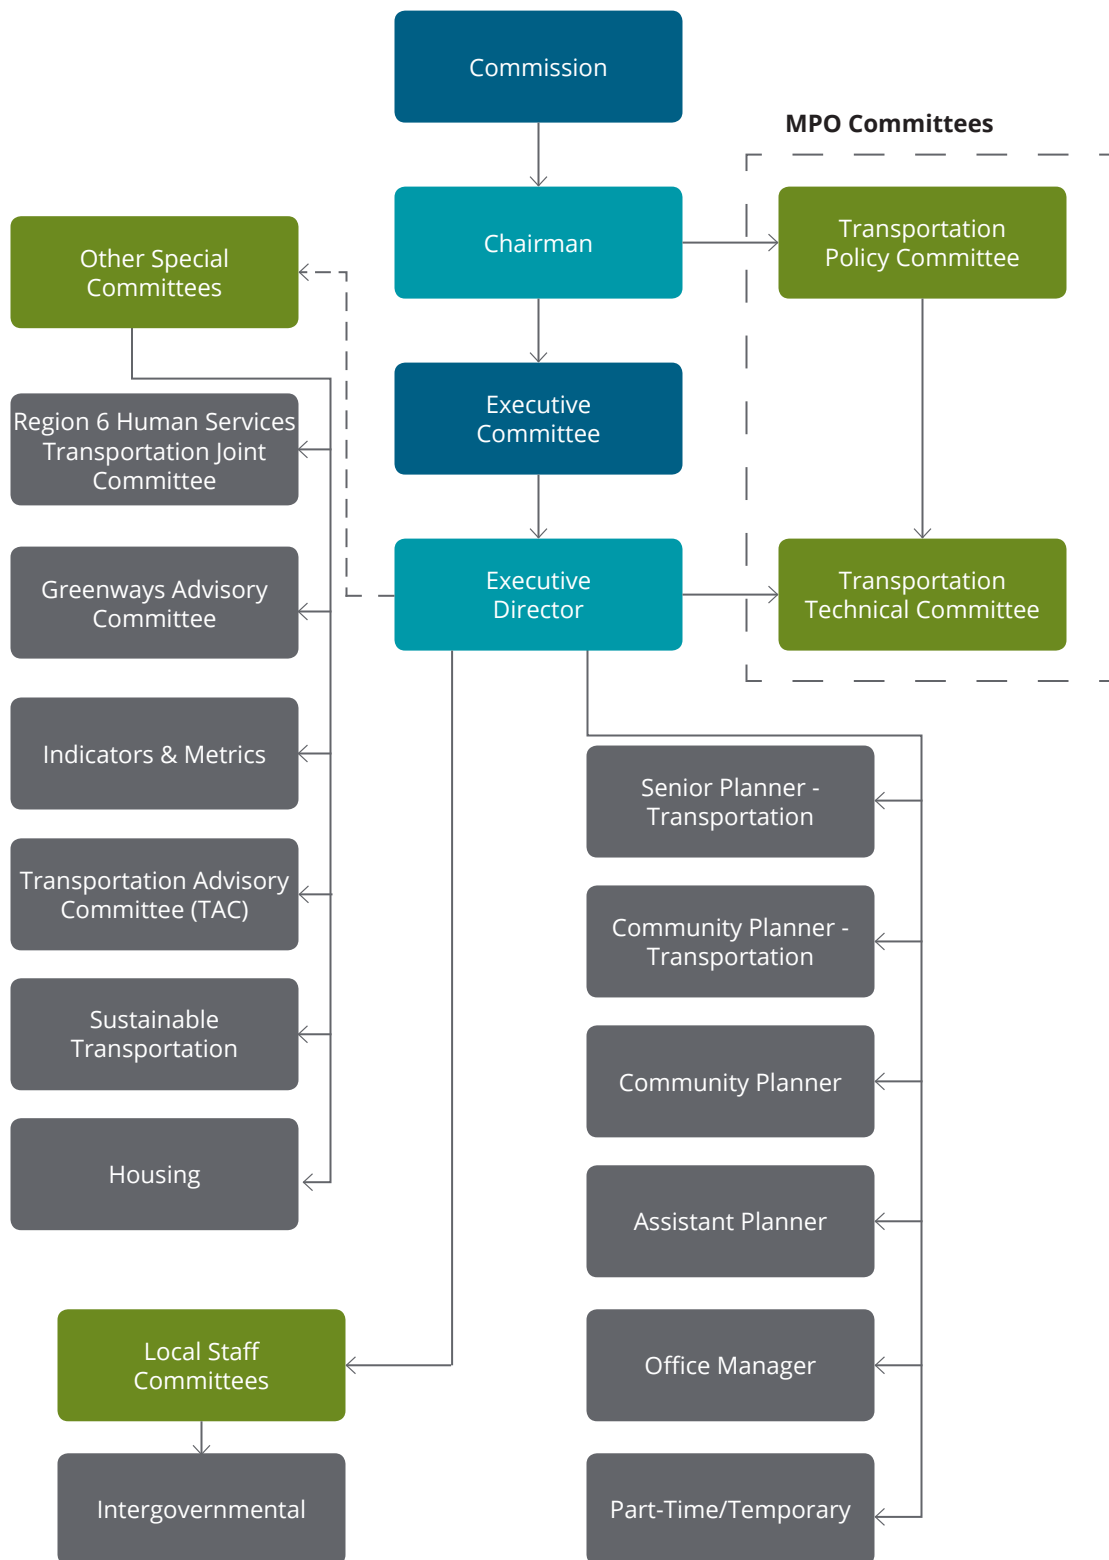 Commission
MPO Committees
Chairman
Transportation
Policy Committee
Other Special
Committees
Executive
Committee
Region 6 Human Services
Transportation Joint
Committee
Executive
Director
Transportation
Technical Committee
Greenways Advisory
Committee
Indicators & Metrics
Transportation Advisory
Committee (TAC)
Sustainable
Transportation
Housing
Senior Planner -
Transportation
Community Planner -
Transportation
Community Planner
Assistant Planner
Office Manager
Part-Time/Temporary
Local Staff
Committees
Intergovernmental